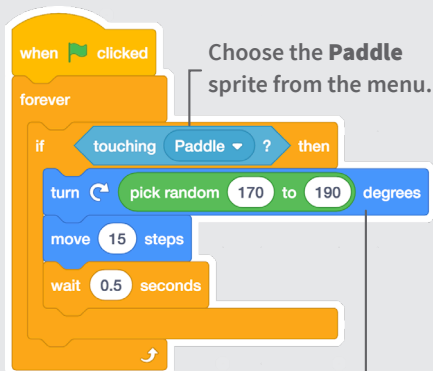 when clicked
Choose the Paddle
sprite from the menu.
forever
if touching Paddle ? then
turn pick random 170 to 190 degrees
move 15 steps
wait 0.5 seconds